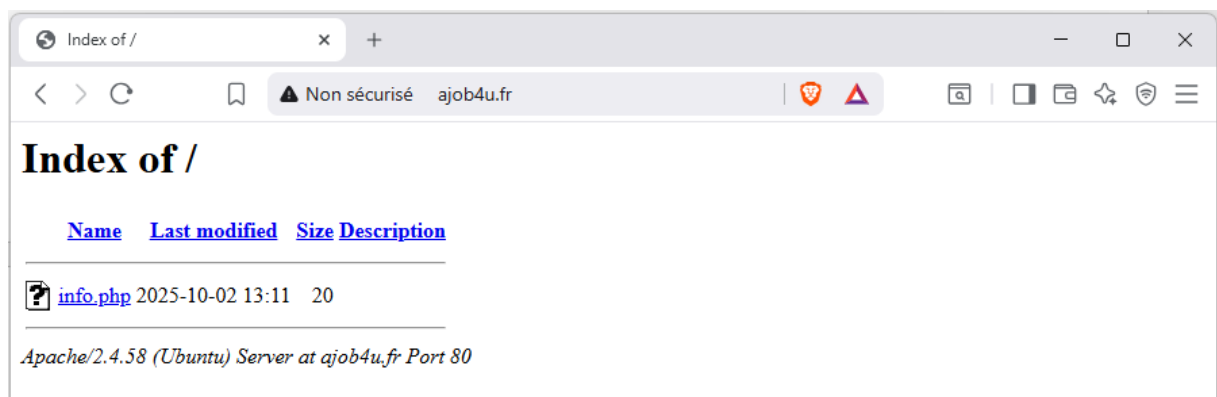 Index of /
Non sécurisé ajob4u.fr
Index of /
Name Last modified Size Description
info.php 2025-10-02 13:11 20
Apache/2.4.58 (Ubuntu) Server at ajob4u.fr Port 80